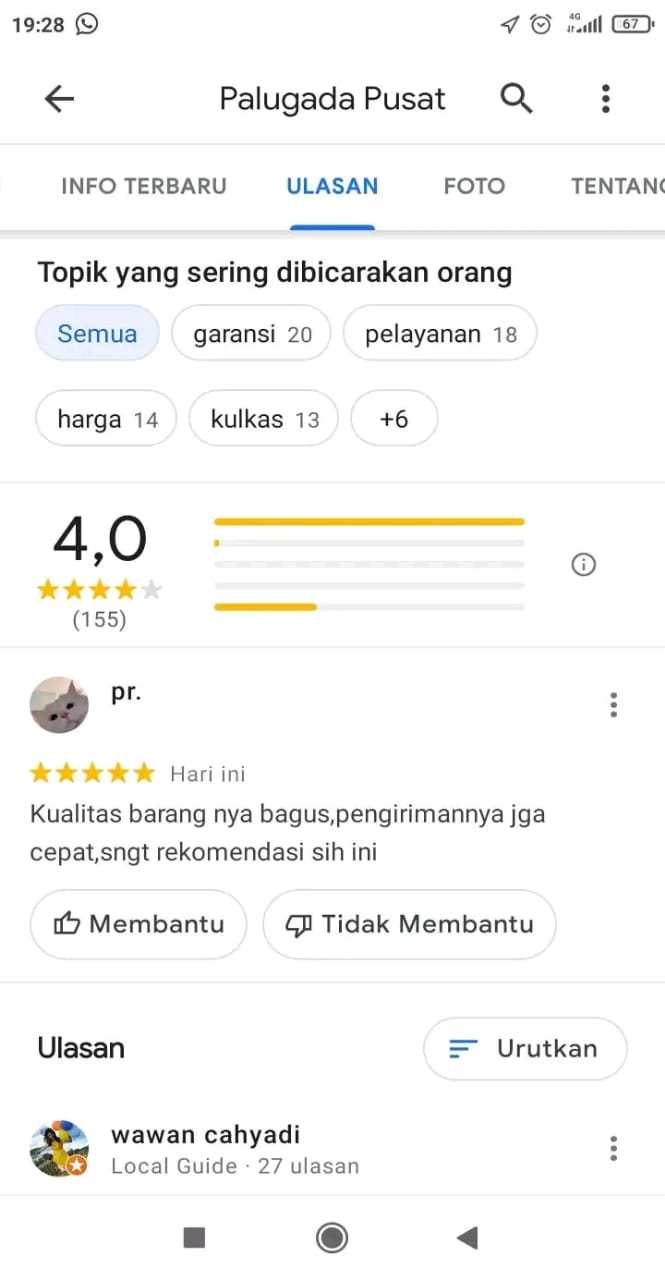 19:28 4G 67
Palugada Pusat
INFO TERBARU ULASAN FOTO TENTANG
Topik yang sering dibicarakan orang
Semua garansi 20 pelayanan 18
harga 14 kulkas 13 +6
4,0
(155)
pr.
Hari ini
Kualitas barang nya bagus,pengirimannya jga
cepat,sngt rekomendasi sih ini
Membantu Tidak Membantu
Ulasan Urutkan
wawan cahyadi
Local Guide · 27 ulasan